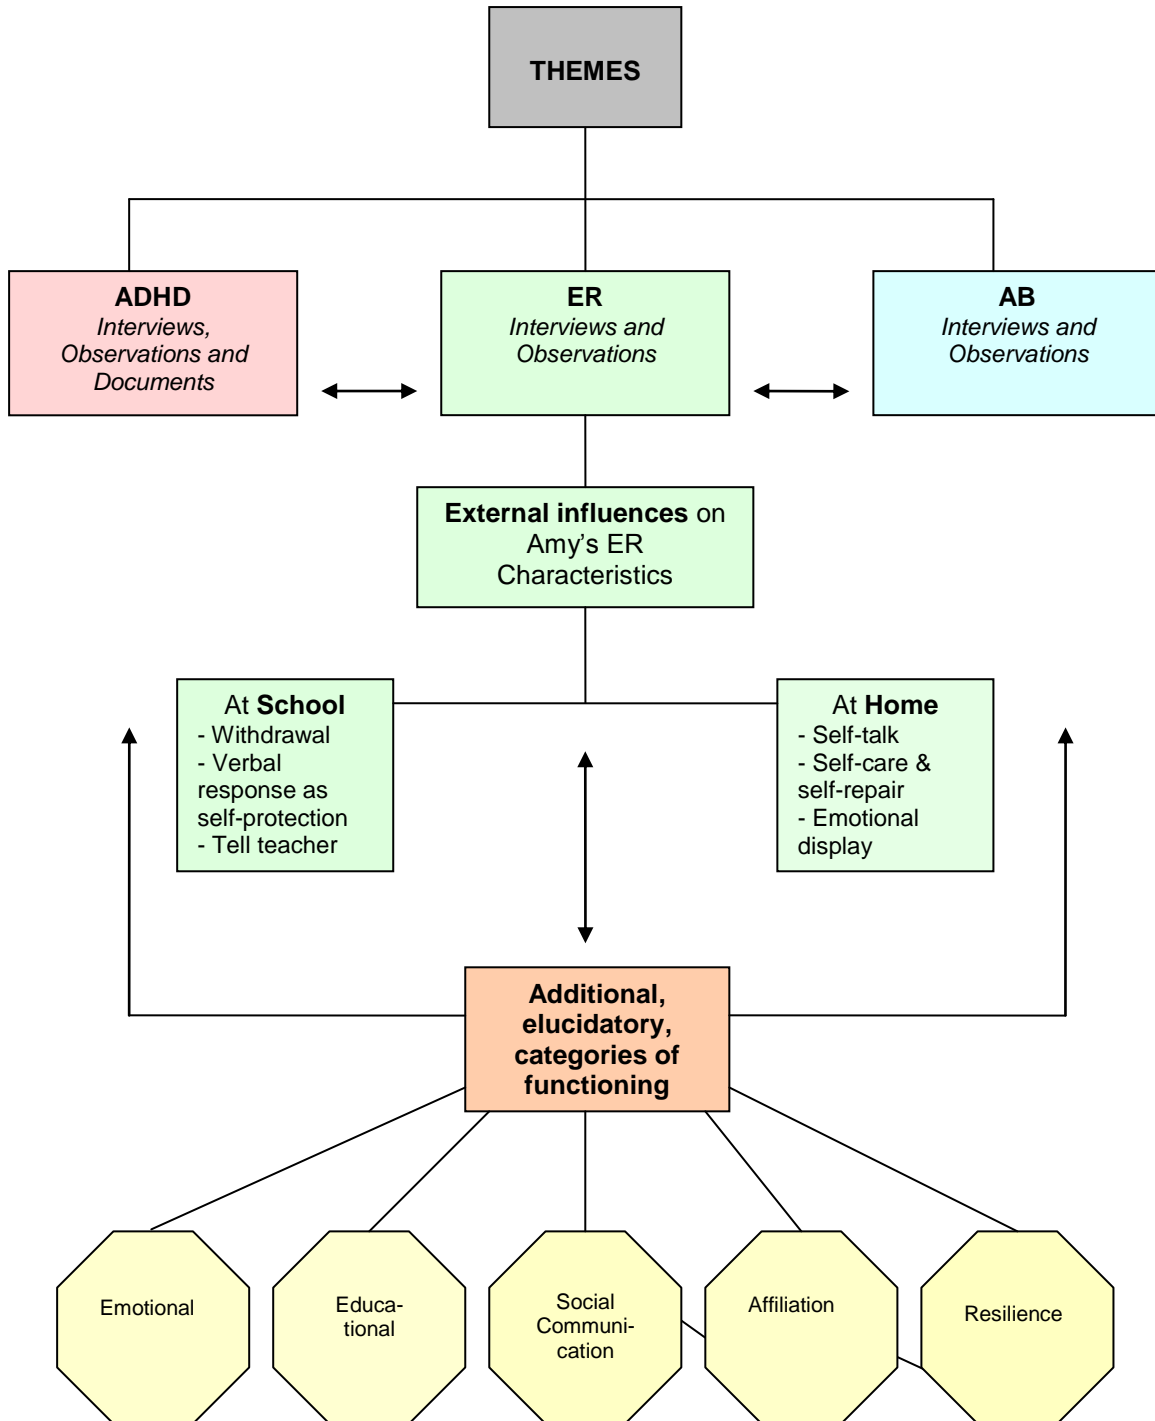 THEMES
ADHD
Interviews,
Observations and
Documents
ER
Interviews and
Observations
AB
Interviews and
Observations
External influences on
Amy’s ER
Characteristics
At School
- Withdrawal
- Verbal
response as
self-protection
- Tell teacher
At Home
- Self-talk
- Self-care &
self-repair
- Emotional
display
Additional,
elucidatory,
categories of
functioning
Emotional
Educa-
tional
Social
Communi-
cation
Affiliation
Resilience